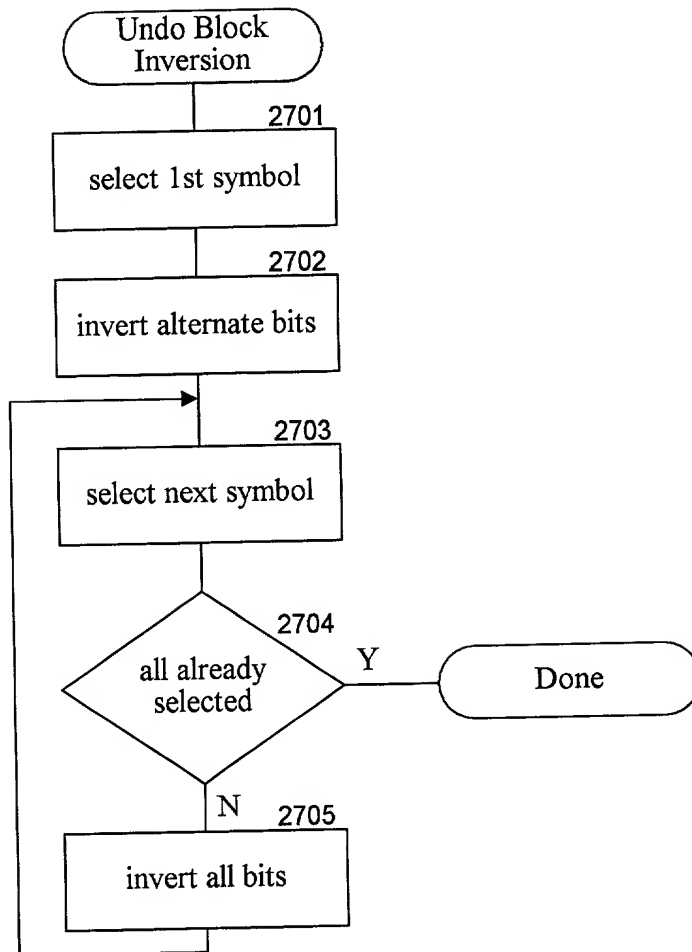 Undo Block
Inversion
2701
select 1st symbol
2702
invert alternate bits
2703
select next symbol
2704
all already
selected
Y
Done
N
2705
invert all bits